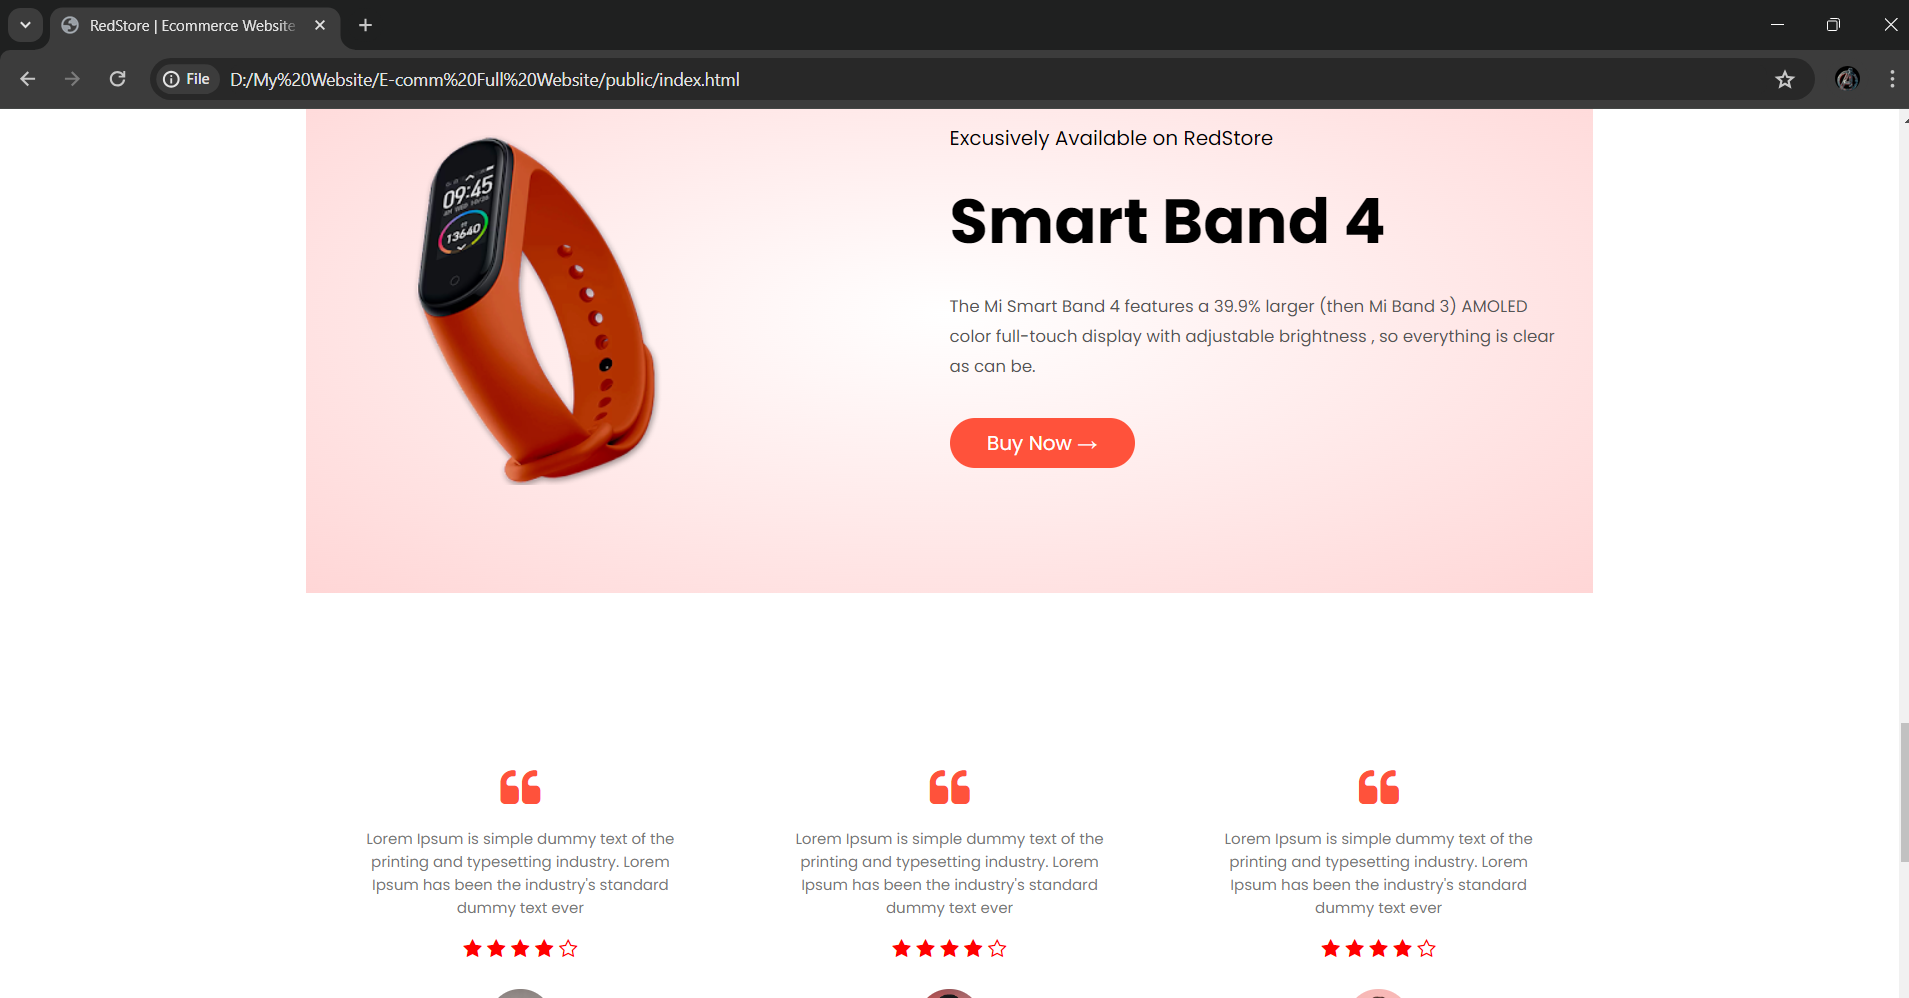 RedStore | Ecommerce Website
File D:/My%20Website/E-comm%20Full%20Website/public/index.html
Excusively Available on RedStore
Smart Band 4
The Mi Smart Band 4 features a 39.9% larger (then Mi Band 3) AMOLED
color full-touch display with adjustable brightness , so everything is clear
as can be.
Buy Now →
09:45
13640
Lorem Ipsum is simple dummy text of the
printing and typesetting industry. Lorem
Ipsum has been the industry's standard
dummy text ever
Lorem Ipsum is simple dummy text of the
printing and typesetting industry. Lorem
Ipsum has been the industry's standard
dummy text ever
Lorem Ipsum is simple dummy text of the
printing and typesetting industry. Lorem
Ipsum has been the industry's standard
dummy text ever